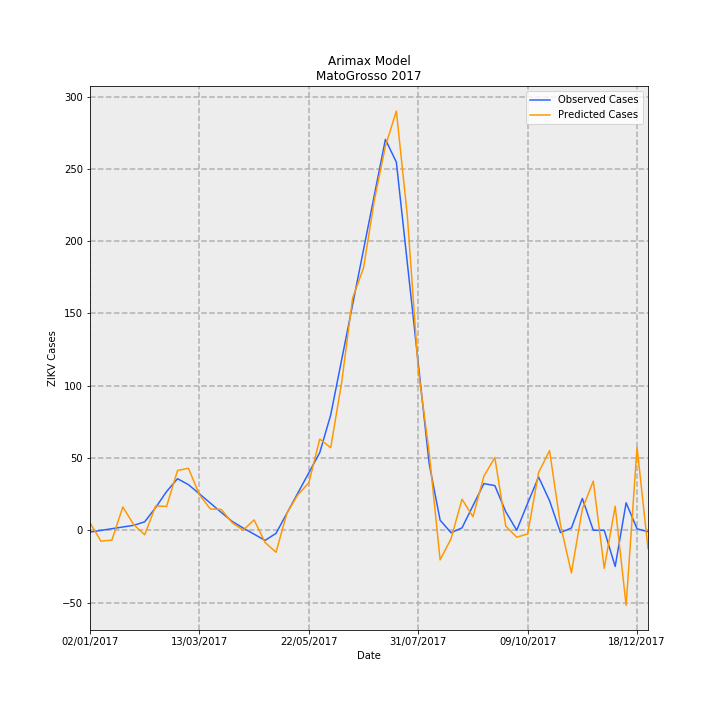 Arimax Model
MatoGrosso 2017
Observed Cases
Predicted Cases
300
250
200
150
100
50
0
−50
ZIKV Cases
02/01/2017 13/03/2017 22/05/2017 31/07/2017 09/10/2017 18/12/2017
Date